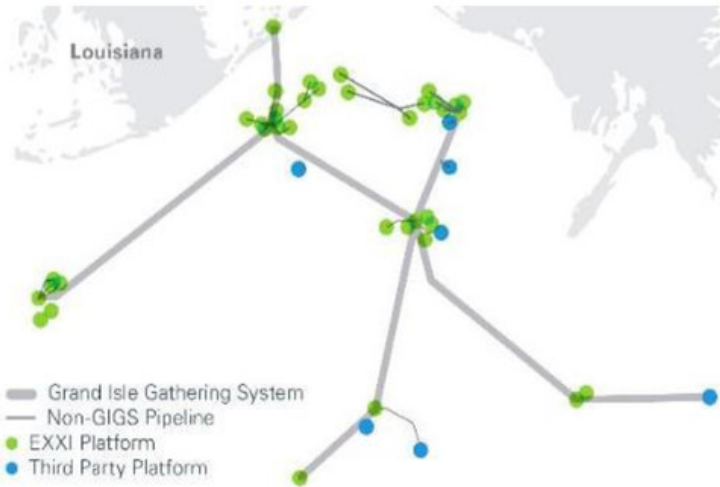 Louisiana
Grand Isle Gathering System
Non-GIGS Pipeline
EXXI Platform
Third Party Platform